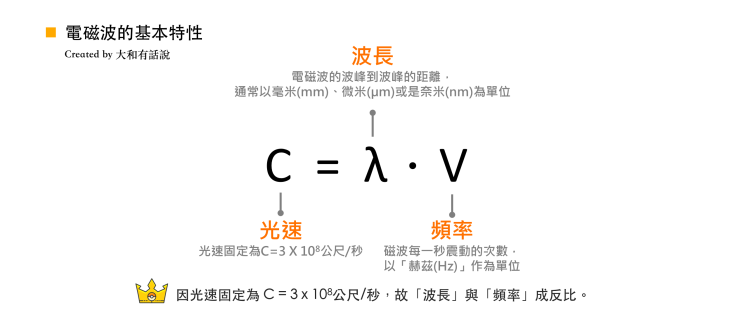 電磁波的基本特性
Created by 大和有話說
波長
電磁波的波峰到波峰的距離，
通常以毫米(mm)、微米(μm)或是奈米(nm)為單位
C = λ · V
光速
光速固定為C=3 X 10⁸公尺/秒
頻率
磁波每一秒震動的次數，
以「赫茲(Hz)」作為單位
因光速固定為 C = 3 x 10⁸公尺/秒，故「波長」與「頻率」成反比。